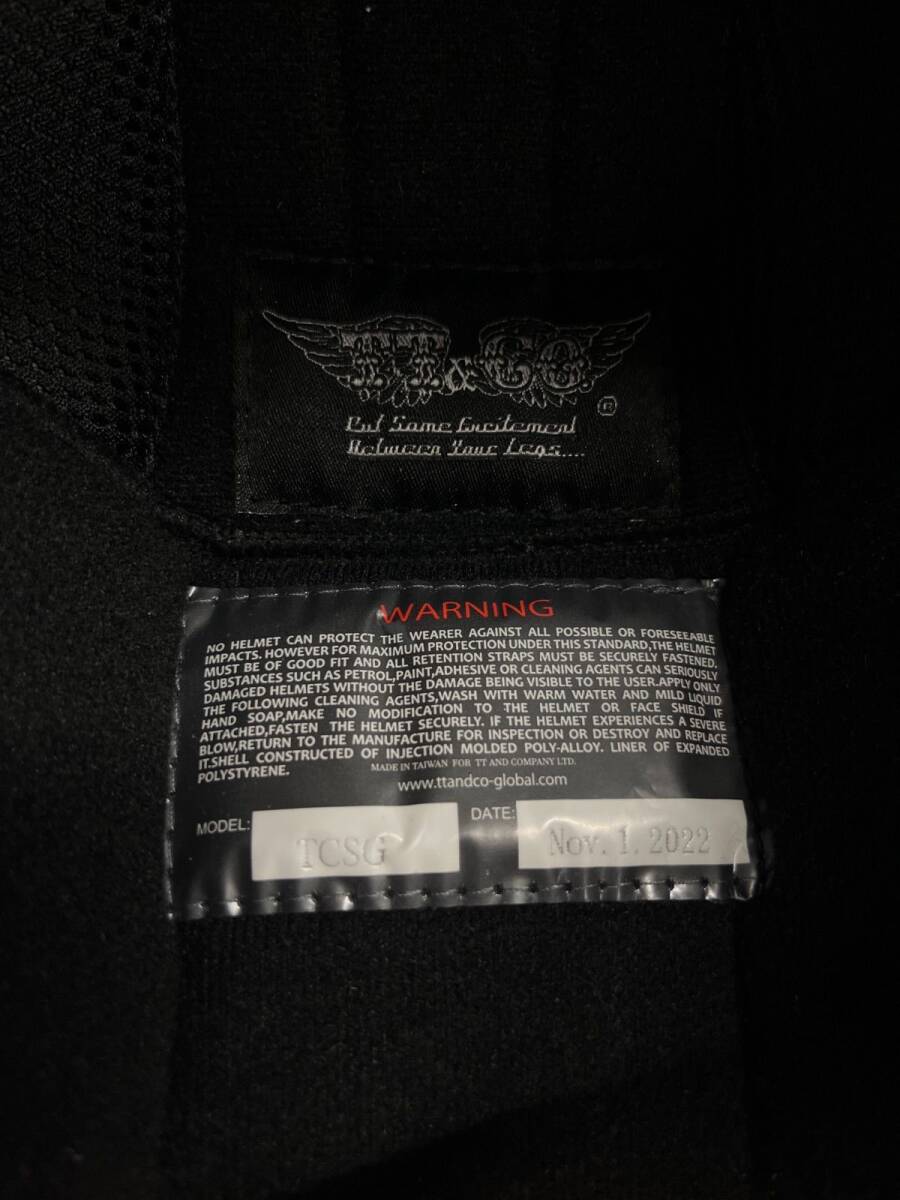 TT&CO.
®
Put Some Excitement
Between Your Legs....
WARNING
NO HELMET CAN PROTECT THE WEARER AGAINST ALL POSSIBLE OR FORESEEABLE
IMPACTS. HOWEVER FOR MAXIMUM PROTECTION UNDER THIS STANDARD,THE HELMET
MUST BE OF GOOD FIT AND ALL RETENTION STRAPS MUST BE SECURELY FASTENED.
SUBSTANCES SUCH AS PETROL,PAINT,ADHESIVE OR CLEANING AGENTS CAN SERIOUSLY
DAMAGED HELMETS WITHOUT THE DAMAGE BEING VISIBLE TO THE USER.APPLY ONLY
THE FOLLOWING CLEANING AGENTS,WASH WITH WARM WATER AND MILD LIQUID
HAND SOAP,MAKE NO MODIFICATION TO THE HELMET OR FACE SHIELD IF
ATTACHED,FASTEN THE HELMET SECURELY. IF THE HELMET EXPERIENCES A SEVERE
BLOW,RETURN TO THE MANUFACTURE FOR INSPECTION OR DESTROY AND REPLACE
IT.SHELL CONSTRUCTED OF INJECTION MOLDED POLY-ALLOY. LINER OF EXPANDED
POLYSTYRENE.
MADE IN TAIWAN FOR TT AND COMPANY LTD.
www.ttandco-global.com
MODEL: TCSG DATE: Nov. 1. 2022